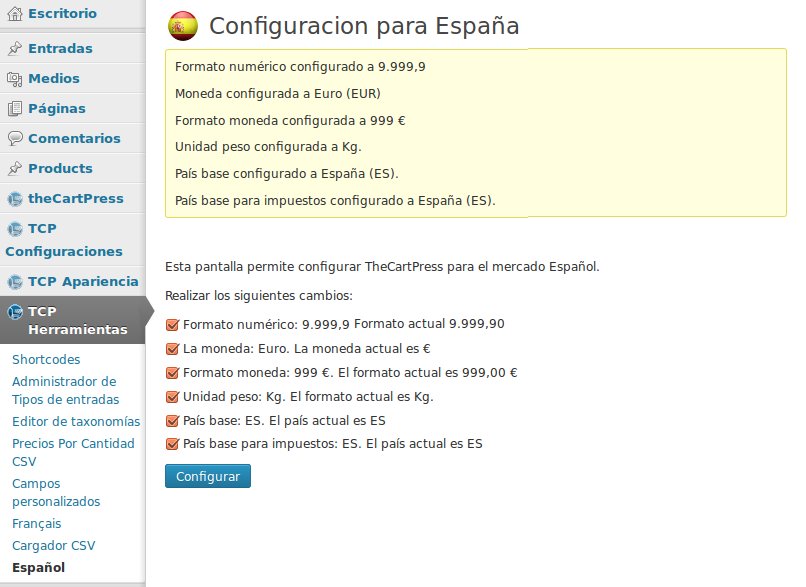 Escritorio
Entradas
Medios
Páginas
Comentarios
Products
theCartPress
TCP
Configuraciones
TCP Apariencia
TCP
Herramientas
Shortcodes
Administrador de
Tipos de entradas
Editor de taxonomías
Precios Por Cantidad
CSV
Campos
personalizados
Français
Cargador CSV
Español
Configuracion para España
Formato numérico configurado a 9.999,9
Moneda configurada a Euro (EUR)
Formato moneda configurada a 999 €
Unidad peso configurada a Kg.
País base configurado a España (ES).
País base para impuestos configurado a España (ES).
Esta pantalla permite configurar TheCartPress para el mercado Español.
Realizar los siguientes cambios:
Formato numérico: 9.999,9 Formato actual 9.999,90
La moneda: Euro. La moneda actual es €
Formato moneda: 999 €. El formato actual es 999,00 €
Unidad peso: Kg. El formato actual es Kg.
País base: ES. El país actual es ES
País base para impuestos: ES. El país actual es ES
Configurar